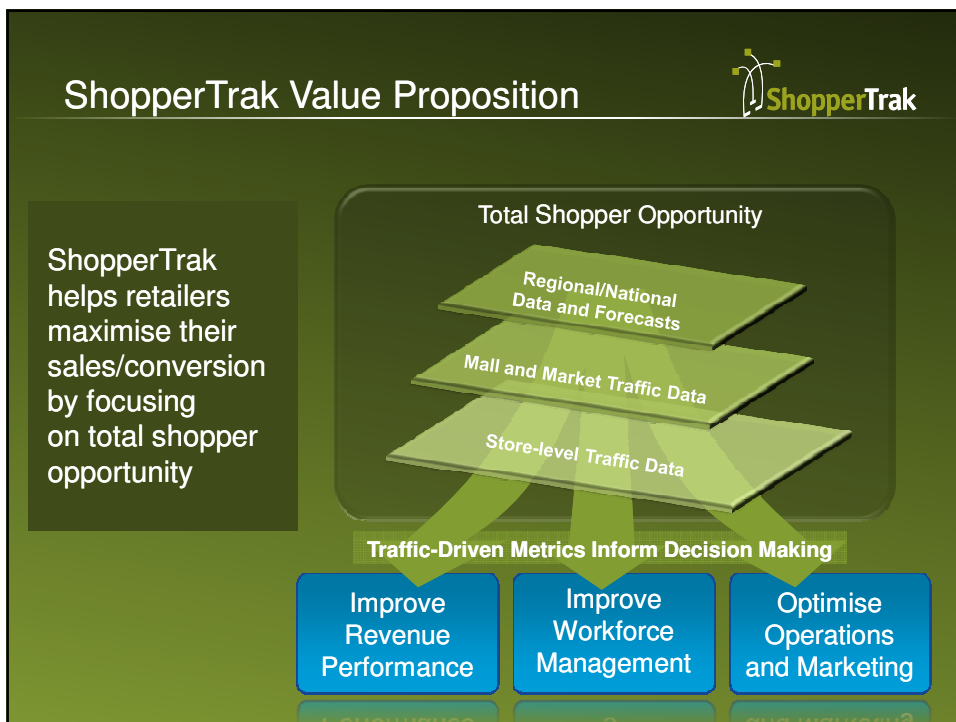 ShopperTrak Value Proposition
ShopperTrak
ShopperTrak
helps retailers
maximise their
sales/conversion
by focusing
on total shopper
opportunity
Total Shopper Opportunity
Regional/National
Data and Forecasts
Mall and Market Traffic Data
Store-level Traffic Data
Traffic-Driven Metrics Inform Decision Making
Improve
Revenue
Performance
Improve
Workforce
Management
Optimise
Operations
and Marketing